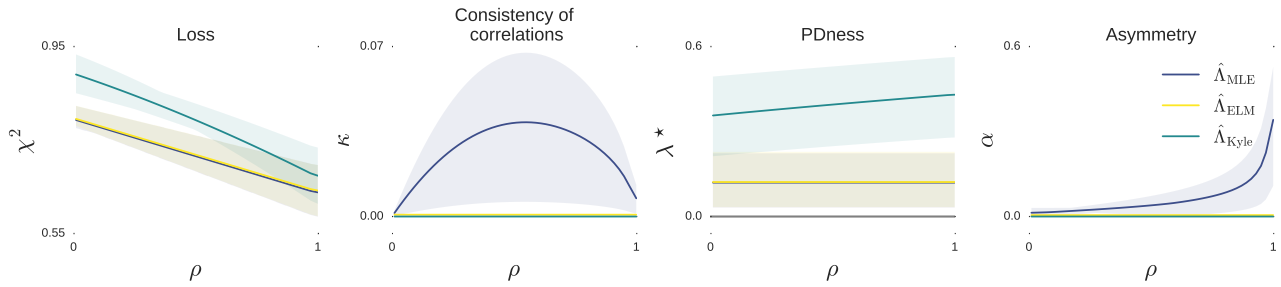 Loss
0.95
0.55
χ²
0
1
ρ
Consistency of
correlations
0.07
0.00
κ
0
1
ρ
PDness
0.6
0.0
λ★
0
1
ρ
Asymmetry
0.6
0.0
α
0
1
ρ
Λ̂MLE
Λ̂ELM
Λ̂Kyle